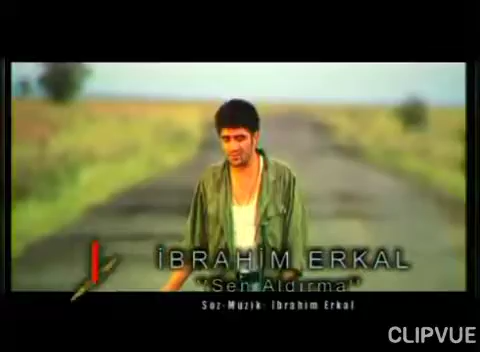 İBRAHİM ERKAL
"Sen Aldırma"
Söz-Müzik: İbrahim Erkal
CLIPVUE